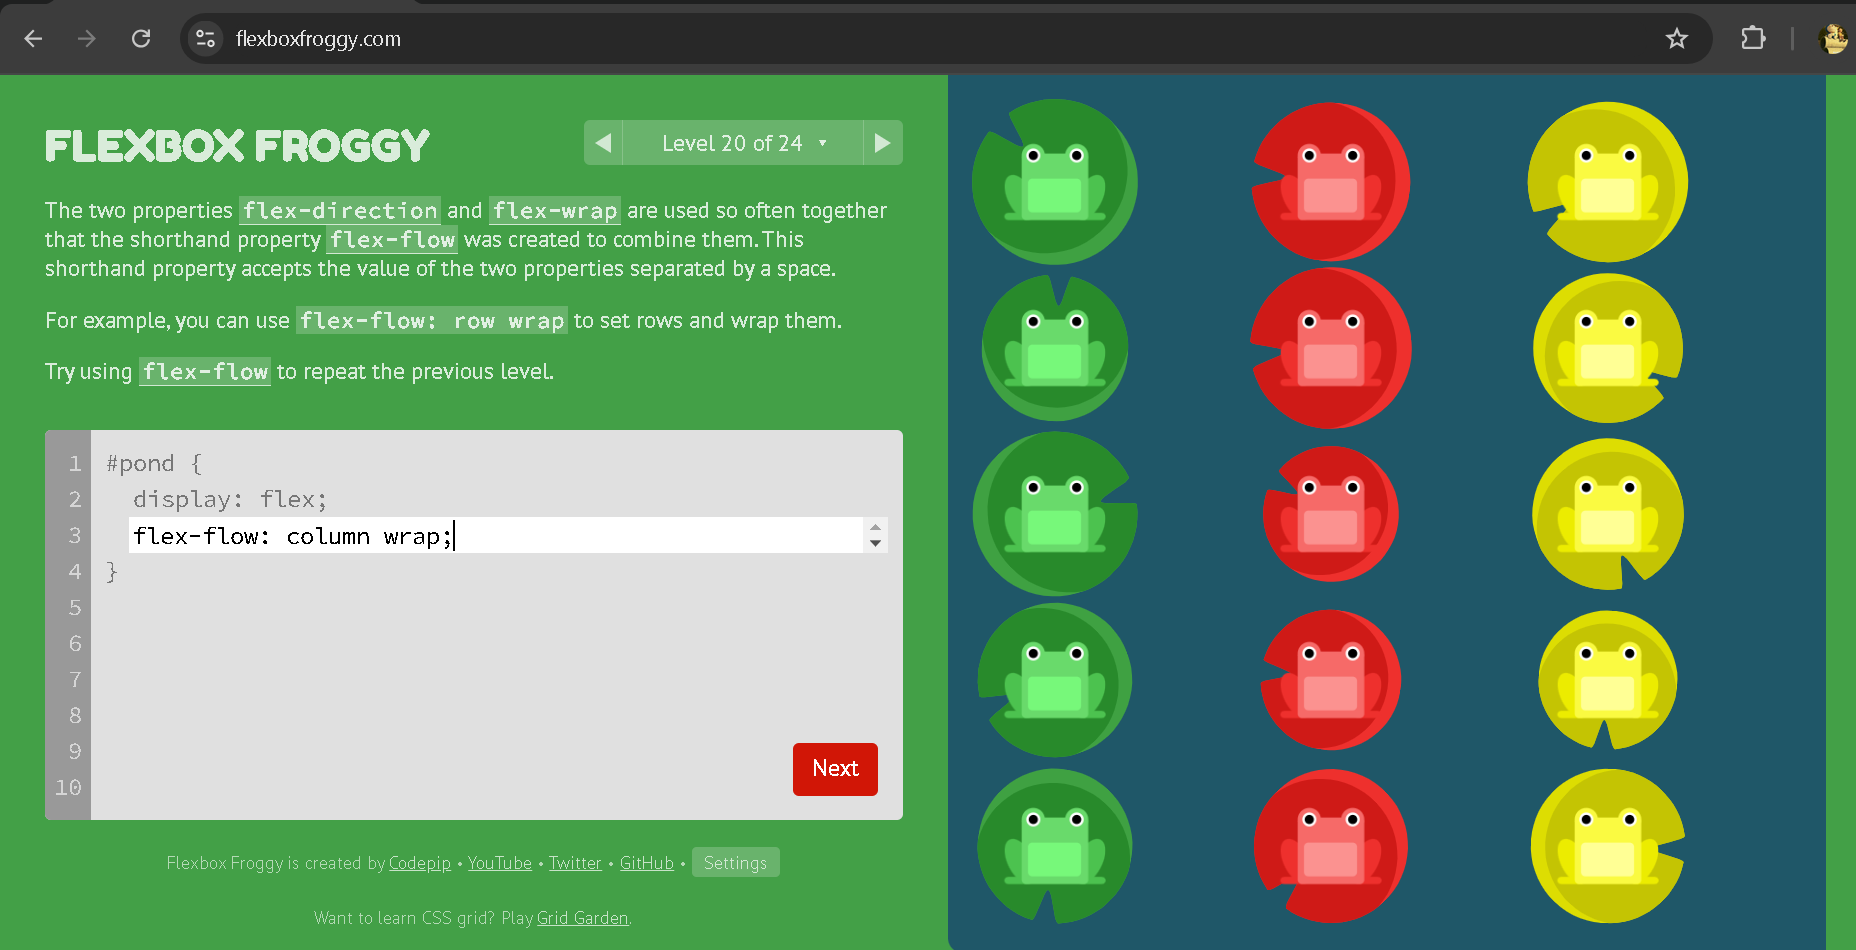 flexboxfroggy.com
FLEXBOX FROGGY
Level 20 of 24
The two properties flex-direction and flex-wrap are used so often together
that the shorthand property flex-flow was created to combine them. This
shorthand property accepts the value of the two properties separated by a space.
For example, you can use flex-flow: row wrap to set rows and wrap them.
Try using flex-flow to repeat the previous level.
1 #pond {
2 display: flex;
3 flex-flow: column wrap;
4 }
5
6
7
8
9
10
Next
Flexbox Froggy is created by Codepip • YouTube • Twitter • GitHub • Settings
Want to learn CSS grid? Play Grid Garden.